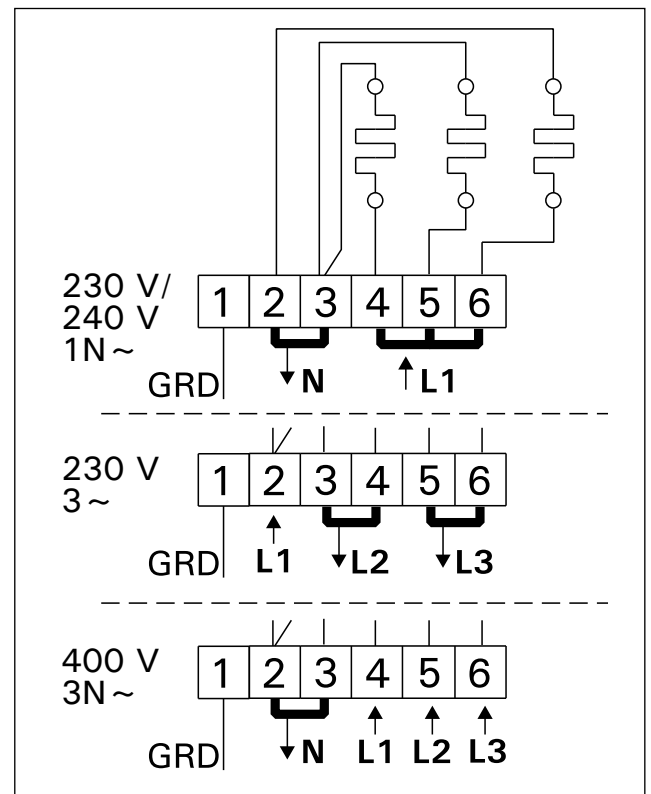 230 V/
240 V
1N ~
1 2 3 4 5 6
GRD N L1
230 V
3 ~
1 2 3 4 5 6
GRD L1 L2 L3
400 V
3N ~
1 2 3 4 5 6
GRD N L1 L2 L3